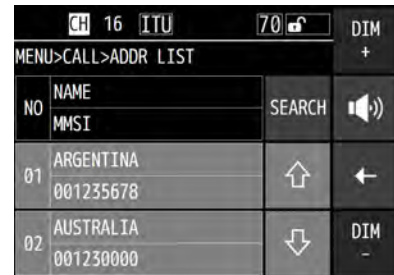 CH 16 ITU 70 DIM
+
MENU>CALL>ADDR LIST
NO NAME
MMSI
SEARCH
01 ARGENTINA
001235678
02 AUSTRALIA
001230000
DIM
-